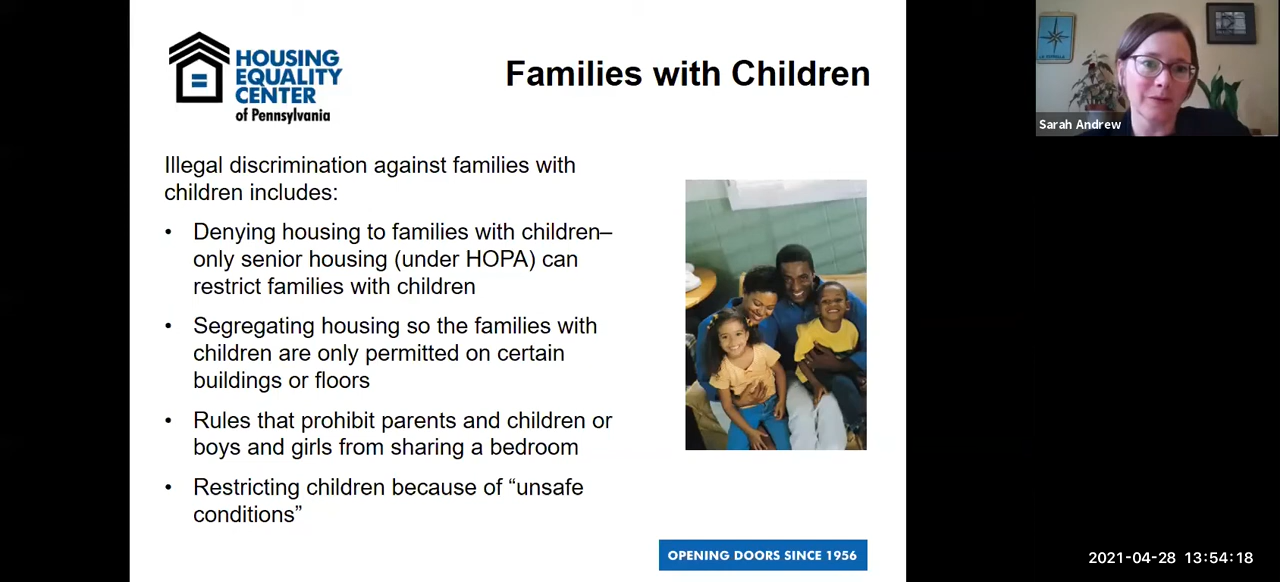 HOUSING
EQUALITY
CENTER
of Pennsylvania
Families with Children
Sarah Andrew
Illegal discrimination against families with
children includes:
• Denying housing to families with children–
only senior housing (under HOPA) can
restrict families with children
• Segregating housing so the families with
children are only permitted on certain
buildings or floors
• Rules that prohibit parents and children or
boys and girls from sharing a bedroom
• Restricting children because of “unsafe
conditions”
OPENING DOORS SINCE 1956
2021-04-28 13:54:18